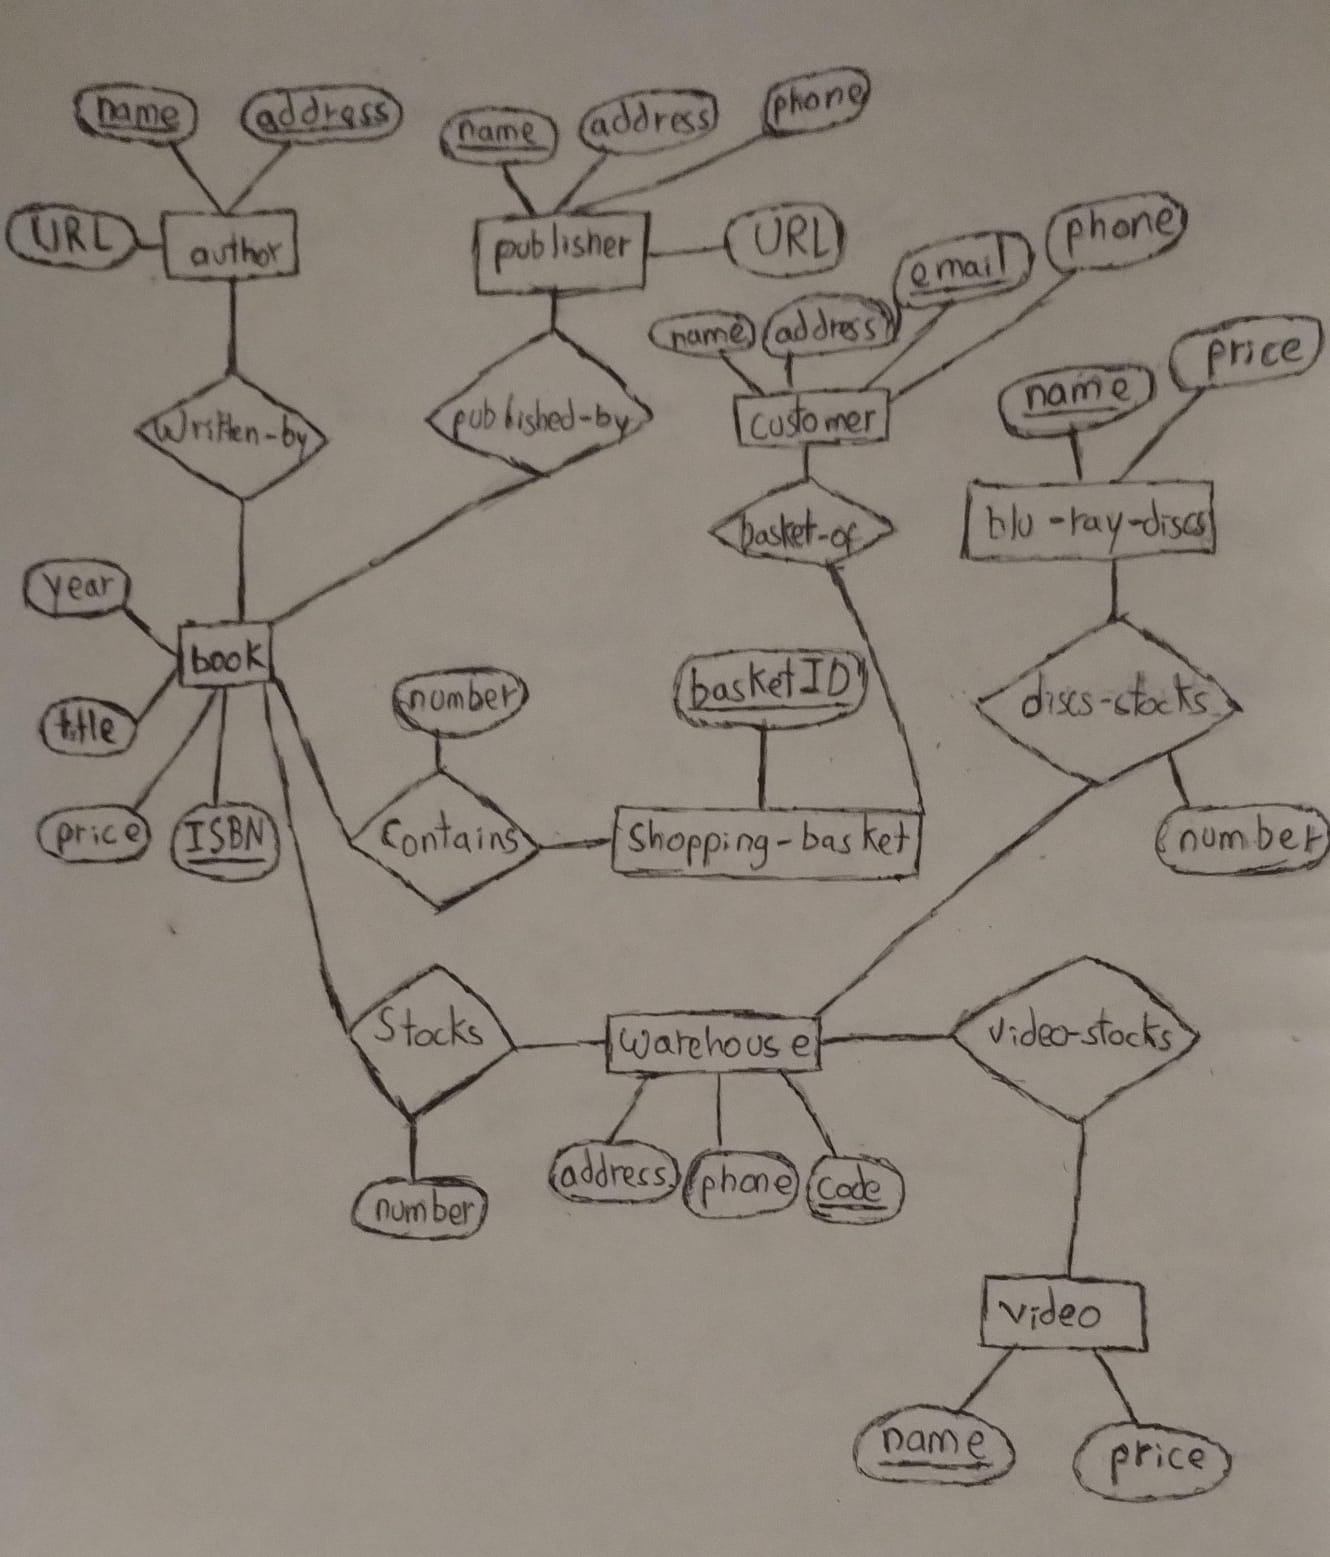 name
address
name
address
phone
URL
author
publisher
URL
email
phone
name
address
customer
name
price
Written-by
published-by
basket-of
blu-ray-discs
year
book
title
number
basketID
discs-stocks
price
ISBN
Contains
Shopping-basket
number
Stocks
Warehouse
video-stocks
address
phone
code
number
video
name
price